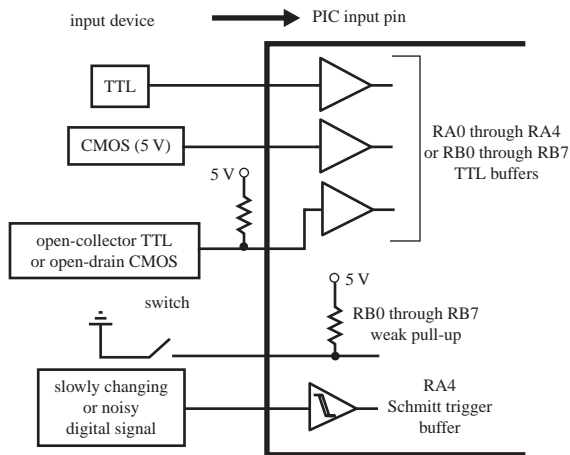 input device
PIC input pin
TTL
CMOS (5 V)
RA0 through RA4
or RB0 through RB7
TTL buffers
5 V
open-collector TTL
or open-drain CMOS
5 V
switch
RB0 through RB7
weak pull-up
slowly changing
or noisy
digital signal
RA4
Schmitt trigger
buffer